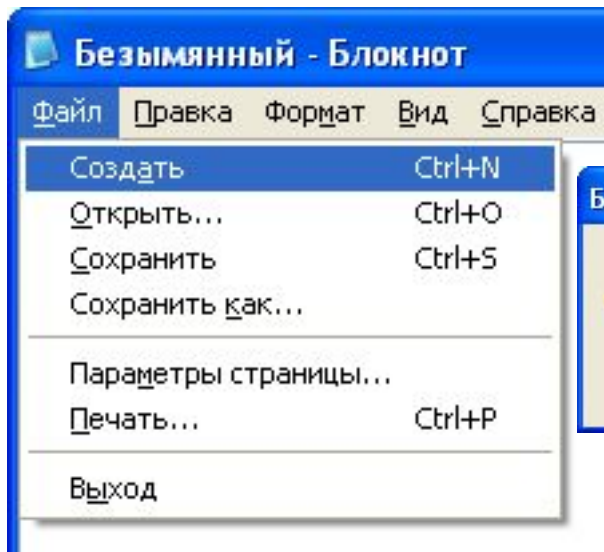 Безымянный - Блокнот
Файл Правка Формат Вид Справка
Создать Ctrl+N
Открыть... Ctrl+O
Сохранить Ctrl+S
Сохранить как...
Параметры страницы...
Печать... Ctrl+P
Выход